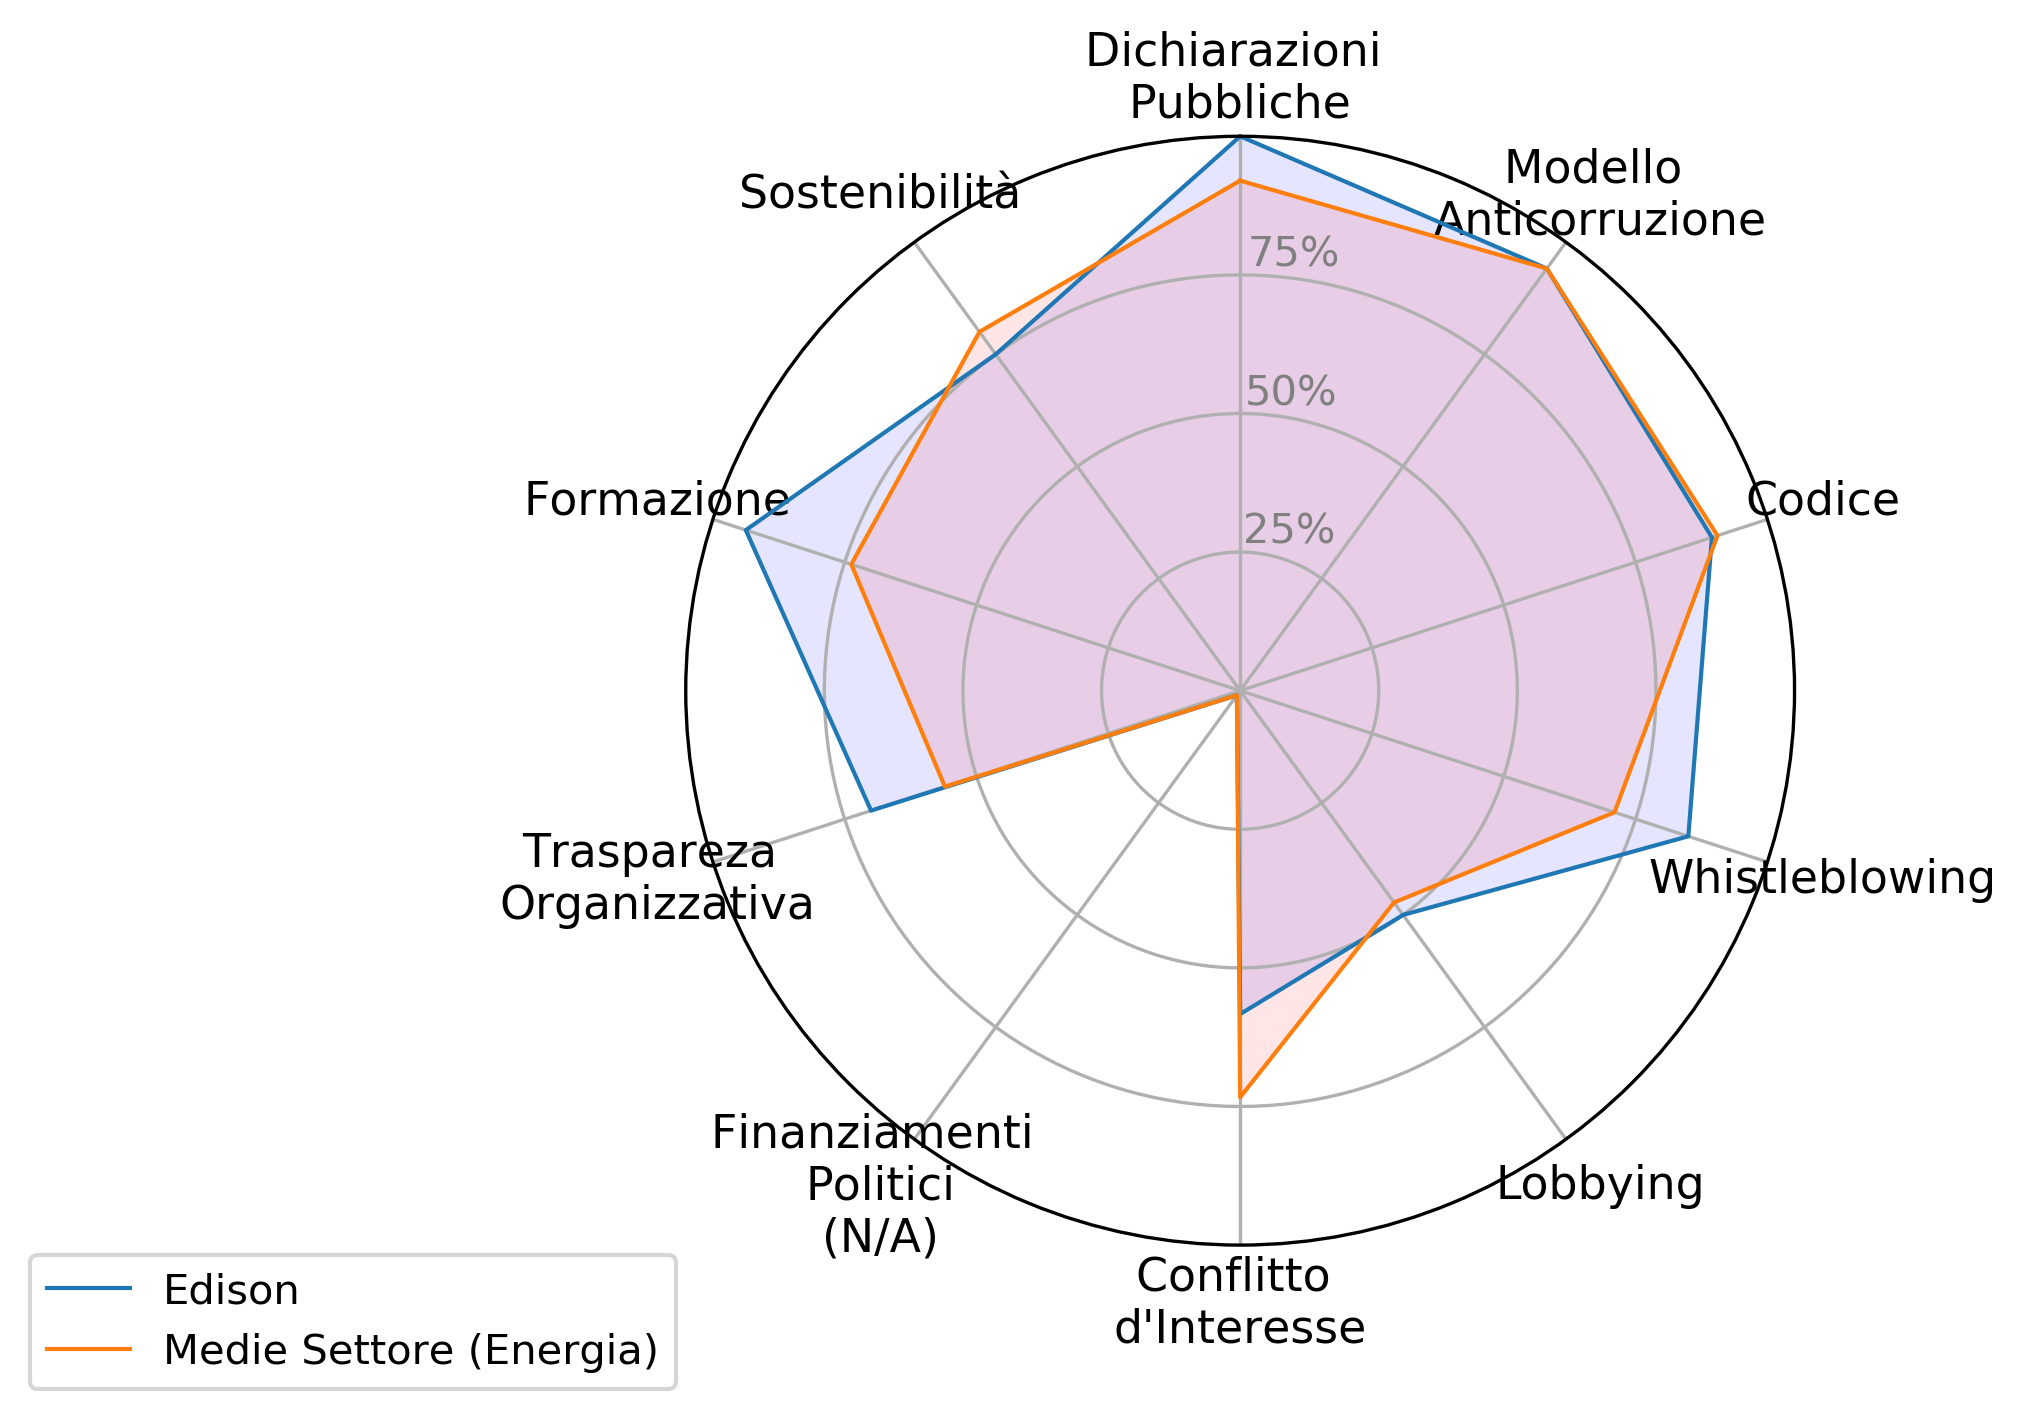 Dichiarazioni
Pubbliche
Modello
Anticorruzione
Sostenibilità
75%
50%
25%
Formazione
Codice
Traspareza
Organizzativa
Whistleblowing
Finanziamenti
Politici
(N/A)
Lobbying
Conflitto
d'Interesse
Edison
Medie Settore (Energia)